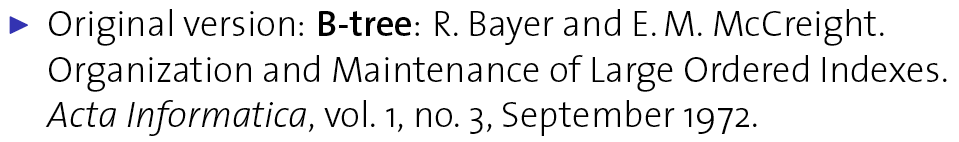 ▶ Original version: B-tree: R. Bayer and E. M. McCreight.
Organization and Maintenance of Large Ordered Indexes.
Acta Informatica, vol. 1, no. 3, September 1972.